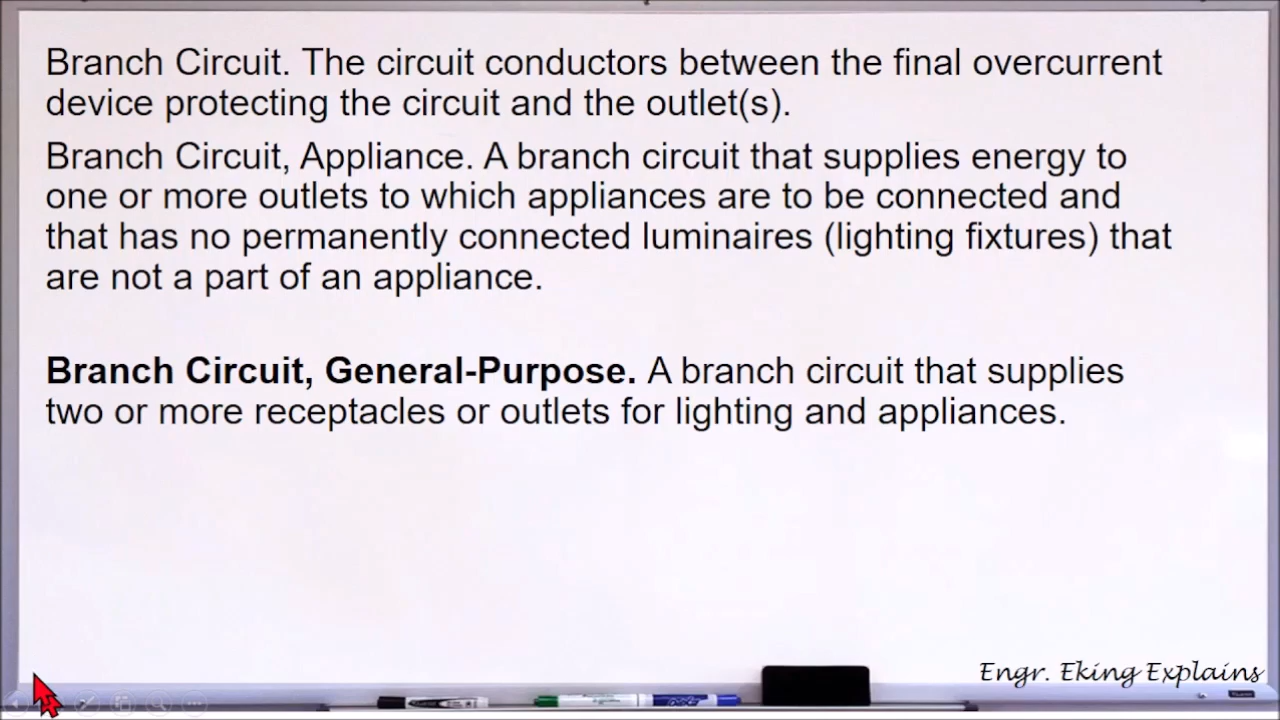 Branch Circuit. The circuit conductors between the final overcurrent
device protecting the circuit and the outlet(s).
Branch Circuit, Appliance. A branch circuit that supplies energy to
one or more outlets to which appliances are to be connected and
that has no permanently connected luminaires (lighting fixtures) that
are not a part of an appliance.
Branch Circuit, General-Purpose. A branch circuit that supplies
two or more receptacles or outlets for lighting and appliances.
Engr. Eking Explains